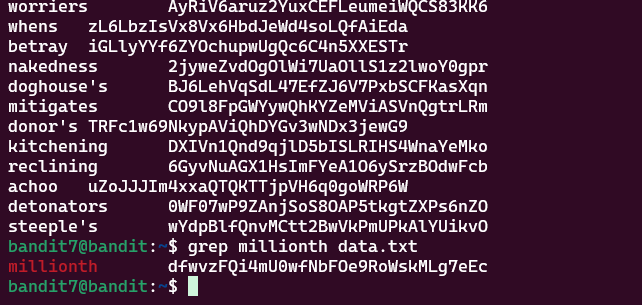 worriers AyRiV6aruz2YuxCEFLeumeiWQCS83KK6
whens zL6LbzIsVx8Vx6HbdJeWd4soLQfAiEda
betray iGLlyYYf6ZYOchupwUgQc6C4n5XXESTr
nakedness 2jyweZvdOgOlWi7UaOllS1z2lwoY0gpr
doghouse's BJ6LehVqSdL47EfZJ6V7PxbSCFKasXqn
mitigates CO9l8FpGWYywQhKYZeMViASVnQgtrLRm
donor's TRFc1w69NkypAViQhDYGv3wNDx3jewG9
kitchening DXIVn1Qnd9qjlD5bISLRIHS4WnaYeMko
reclining 6GyvNuAGX1HsImFYeA1O6ySrzBOdwFcb
achoo uZoJJJIm4xxaQTQKTTjpVH6q0goWRP6W
detonators 0WF07wP9ZAnjSoS8OAP5tkgtZXPs6nZO
steeple's wYdpBlfQnvMCtt2BwVkPmUPkAlYUikvO
bandit7@bandit:~$ grep millionth data.txt
millionth dfwvzFQi4mU0wfNbFOe9RoWskMLg7eEc
bandit7@bandit:~$